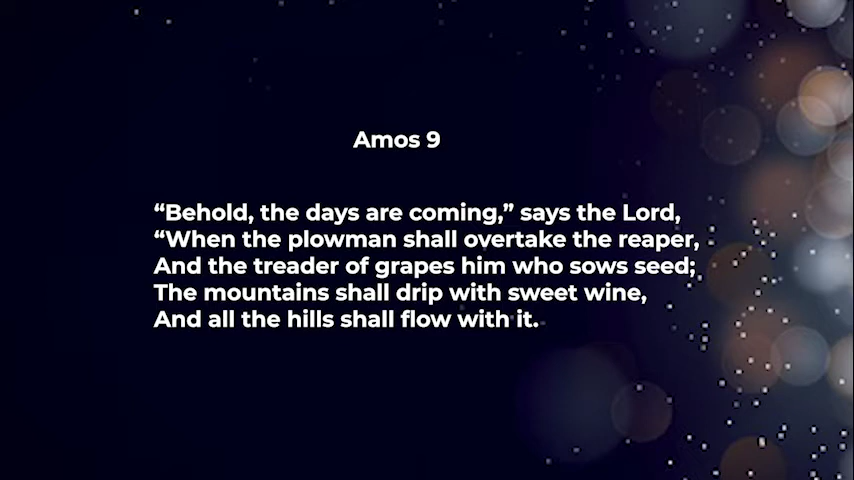 Amos 9
“Behold, the days are coming,” says the Lord,
“When the plowman shall overtake the reaper,
And the treader of grapes him who sows seed;
The mountains shall drip with sweet wine,
And all the hills shall flow with it.